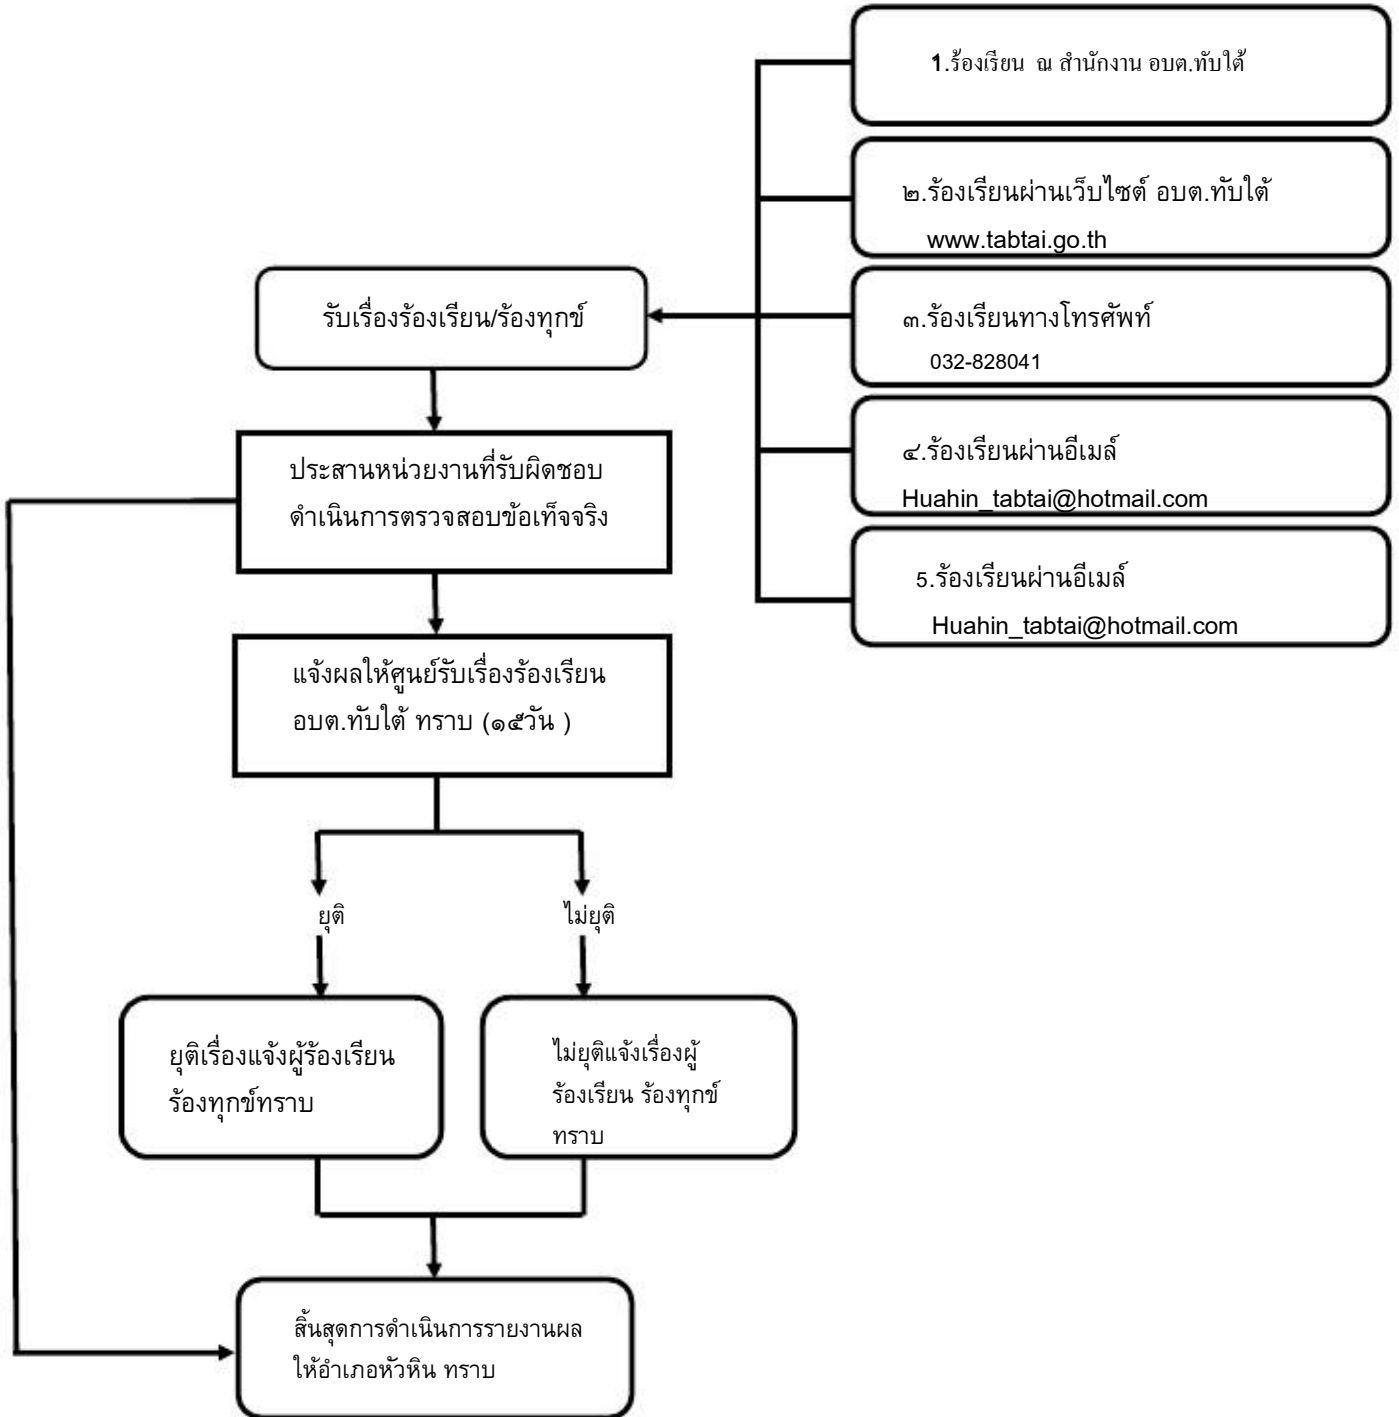 1.ร้องเรียน ณ สำนักงาน อบต.ทับใต้
๒.ร้องเรียนผ่านเว็บไซต์ อบต.ทับใต้
www.tabtai.go.th
รับเรื่องร้องเรียน/ร้องทุกข์
๓.ร้องเรียนทางโทรศัพท์
032-828041
๔.ร้องเรียนผ่านอีเมล์
Huahin_tabtai@hotmail.com
5.ร้องเรียนผ่านอีเมล์
Huahin_tabtai@hotmail.com
ประสานหน่วยงานที่รับผิดชอบ
ดำเนินการตรวจสอบข้อเท็จจริง
แจ้งผลให้ศูนย์รับเรื่องร้องเรียน
อบต.ทับใต้ ทราบ (๑๕วัน )
ยุติ
ไม่ยุติ
ยุติเรื่องแจ้งผู้ร้องเรียน
ร้องทุกข์ทราบ
ไม่ยุติแจ้งเรื่องผู้
ร้องเรียน ร้องทุกข์
ทราบ
สิ้นสุดการดำเนินการรายงานผล
ให้อำเภอหัวหิน ทราบ